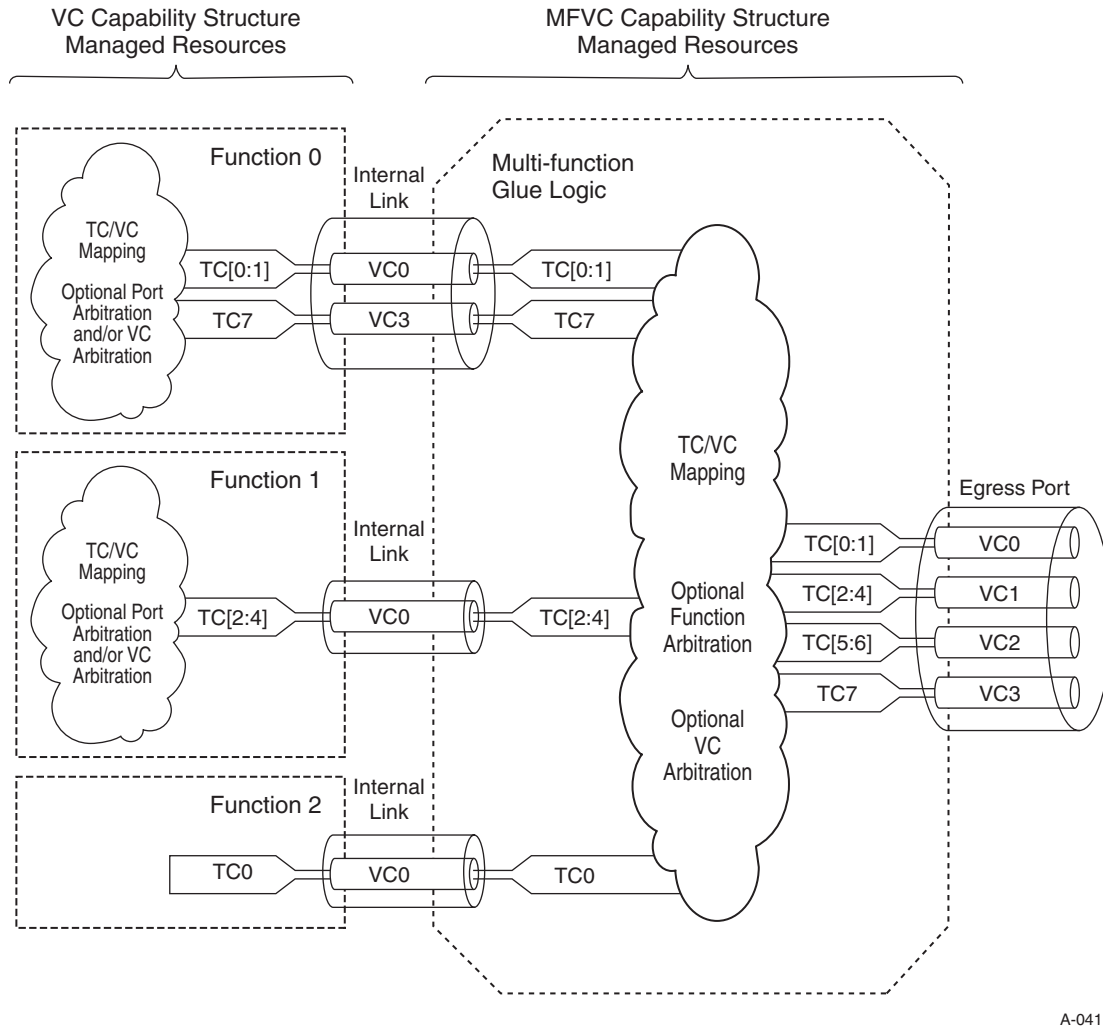 VC Capability Structure
Managed Resources
MFVC Capability Structure
Managed Resources
Function 0
TC/VC
Mapping
Optional Port
Arbitration
and/or VC
Arbitration
TC[0:1]
TC7
Internal
Link
VC0
VC3
Multi-function
Glue Logic
TC[0:1]
TC7
Function 1
TC/VC
Mapping
Optional Port
Arbitration
and/or VC
Arbitration
TC[2:4]
Internal
Link
VC0
TC[2:4]
Function 2
TC0
Internal
Link
VC0
TC0
TC/VC
Mapping
Optional
Function
Arbitration
Optional
VC
Arbitration
Egress Port
TC[0:1]
VC0
TC[2:4]
VC1
TC[5:6]
VC2
TC7
VC3
A-0411